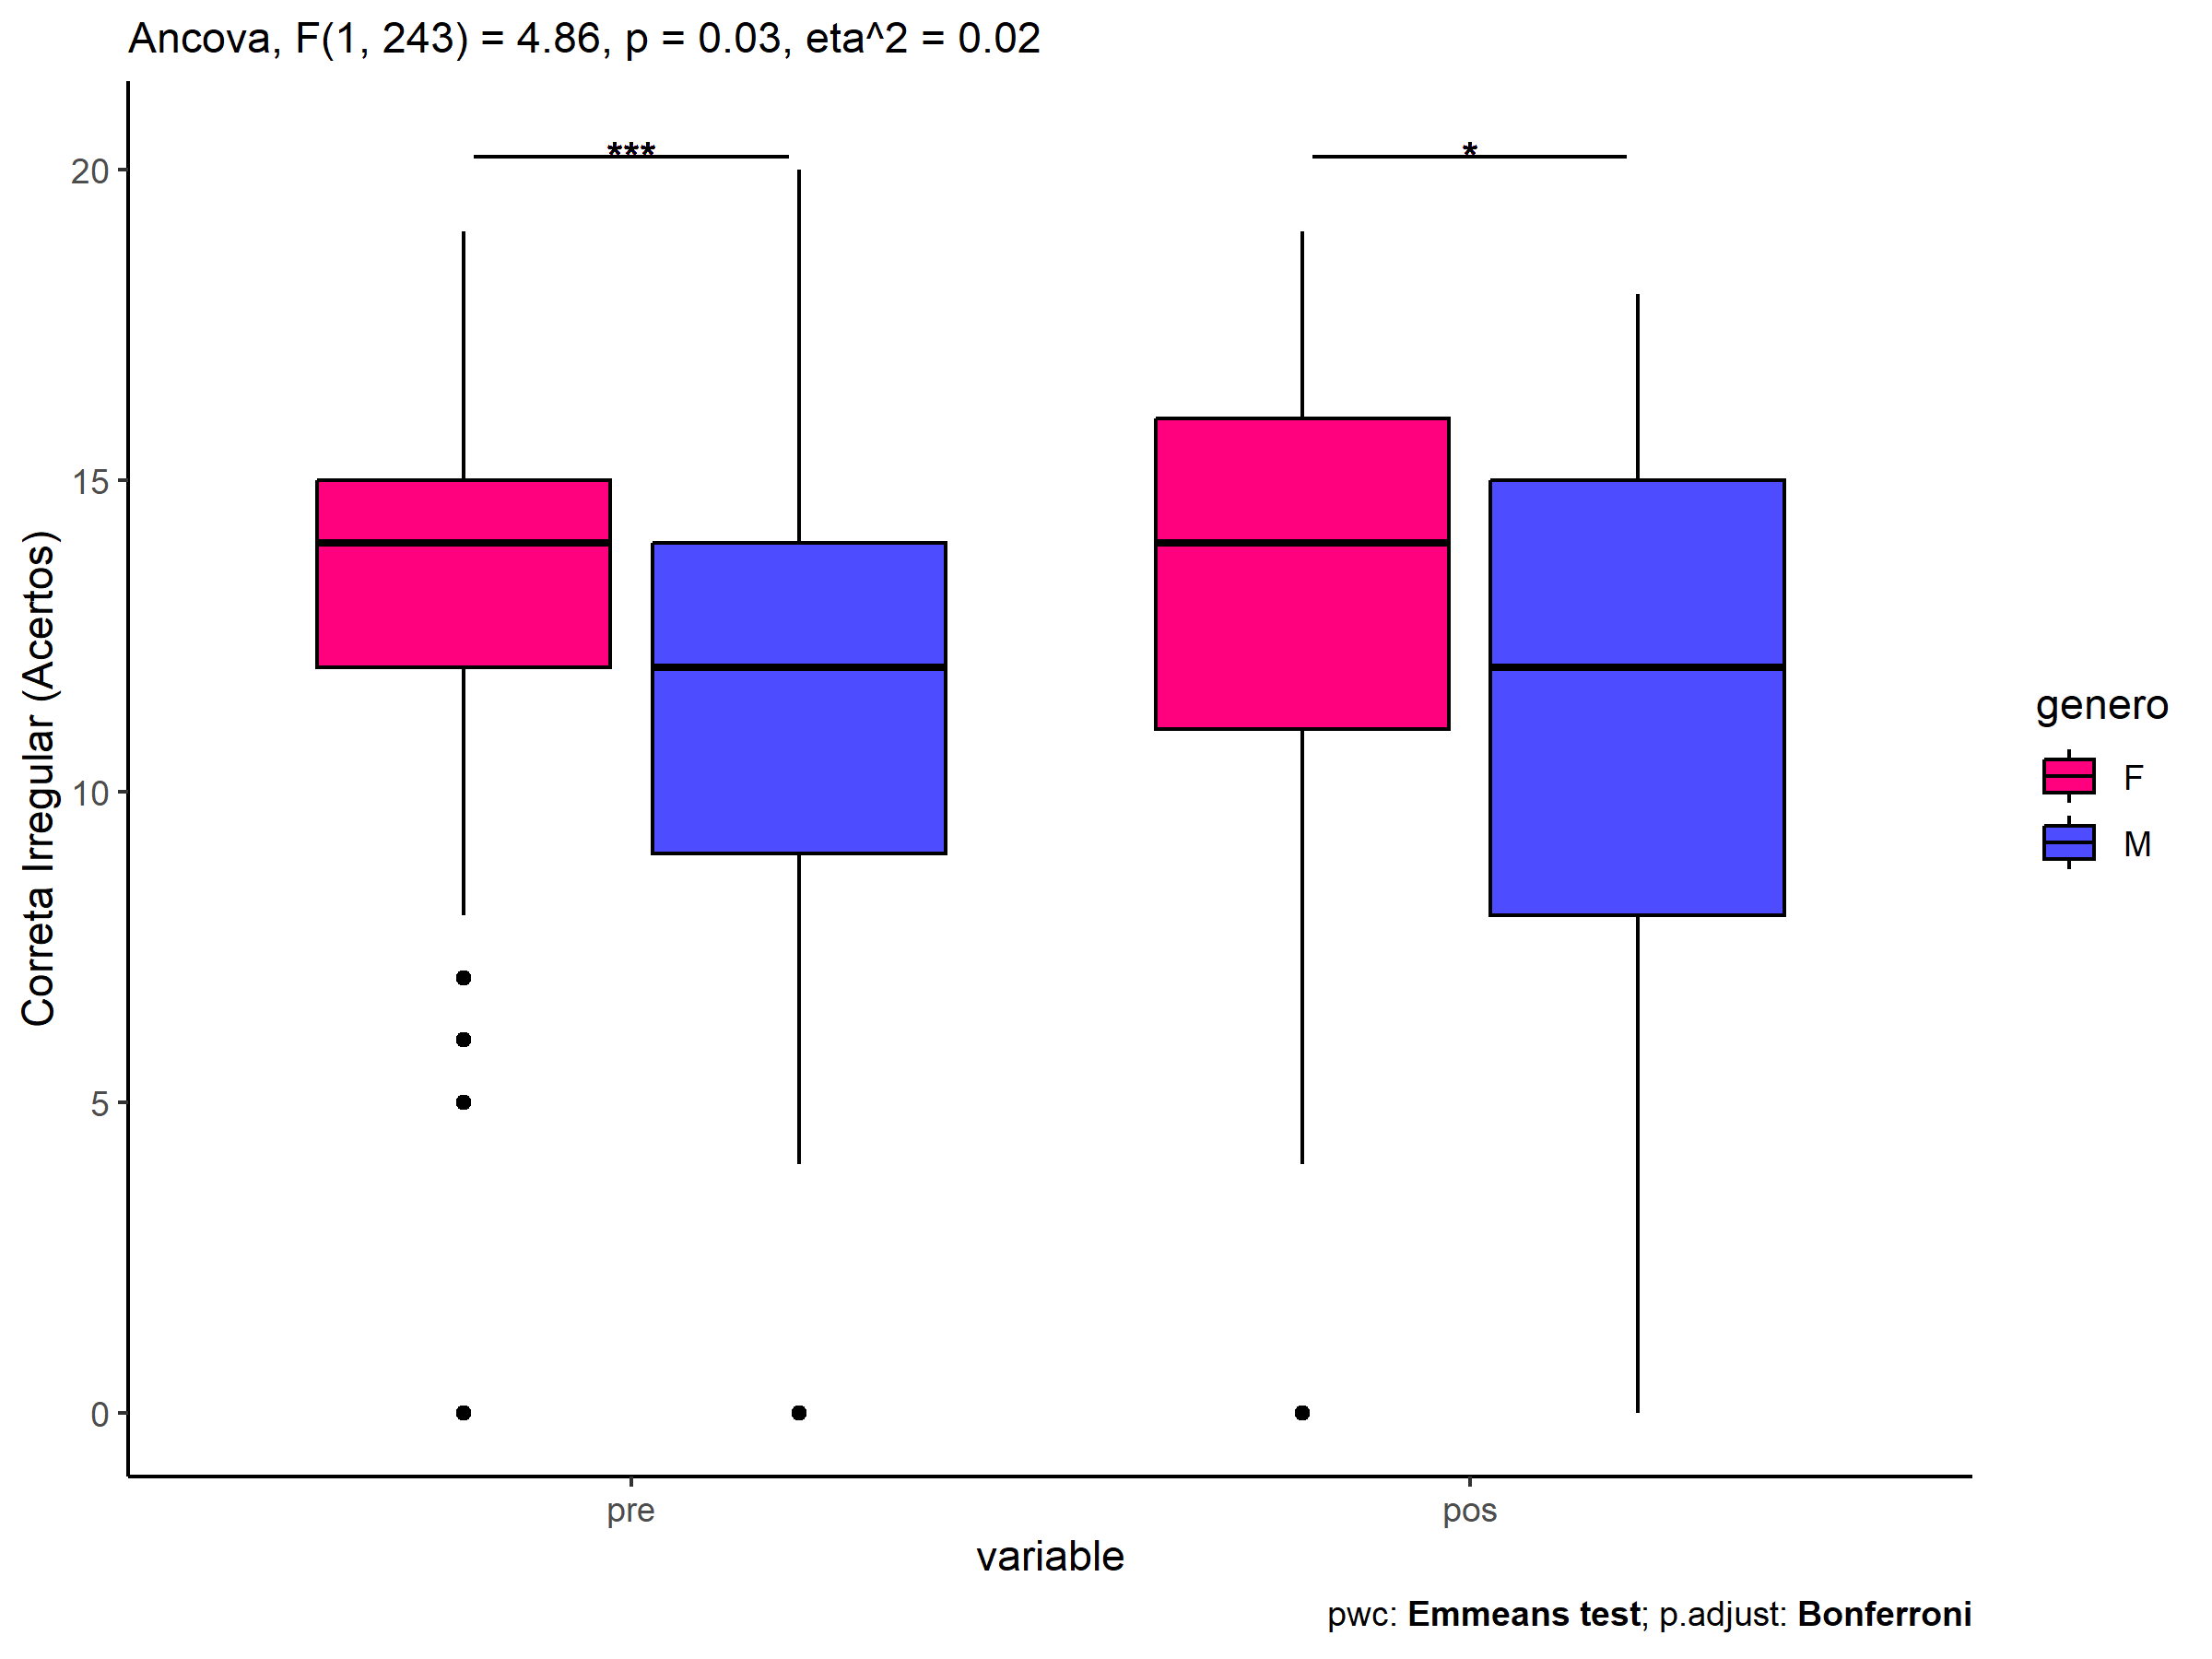 Ancova, F(1, 243) = 4.86, p = 0.03, eta^2 = 0.02
***
*
20
15
10
5
0
Correta Irregular (Acertos)
pre
pos
variable
genero
F
M
pwc: Emmeans test; p.adjust: Bonferroni